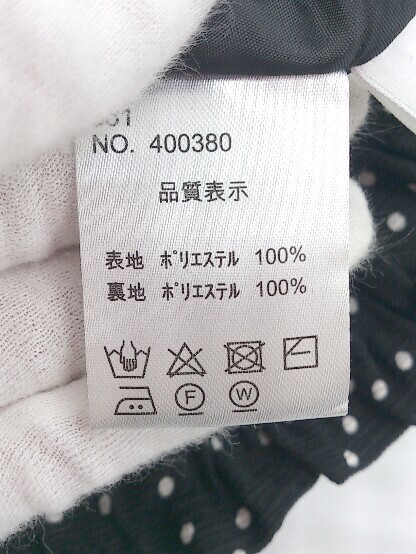 NO. 400380
品質表示
表地 ポリエステル 100%
裏地 ポリエステル 100%
F W